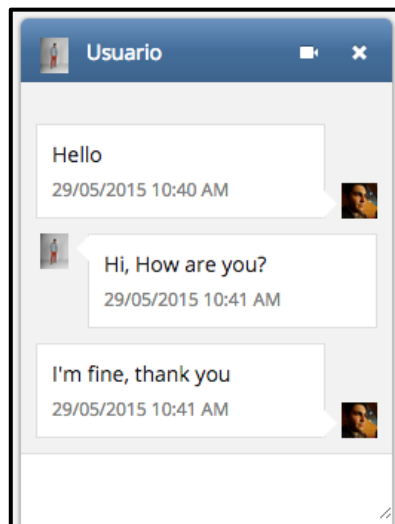 Usuario
Hello
29/05/2015 10:40 AM
Hi, How are you?
29/05/2015 10:41 AM
I'm fine, thank you
29/05/2015 10:41 AM